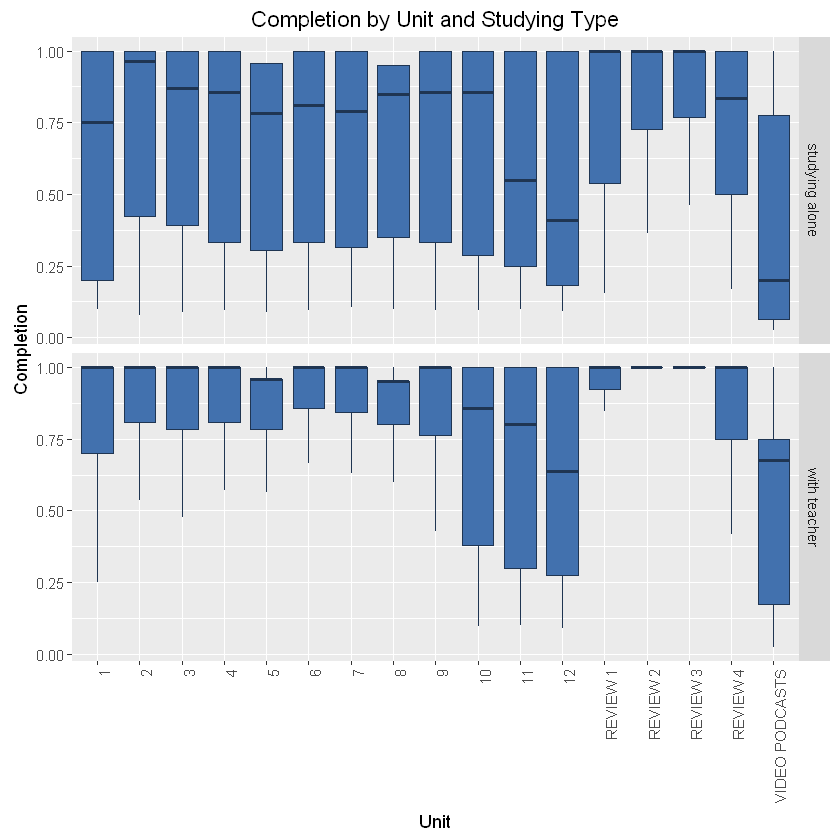 Completion by Unit and Studying Type
Completion
1.00
0.75
0.50
0.25
0.00
studying alone
1.00
0.75
0.50
0.25
0.00
with teacher
1
2
3
4
5
6
7
8
9
10
11
12
REVIEW 1
REVIEW 2
REVIEW 3
REVIEW 4
VIDEO PODCASTS
Unit